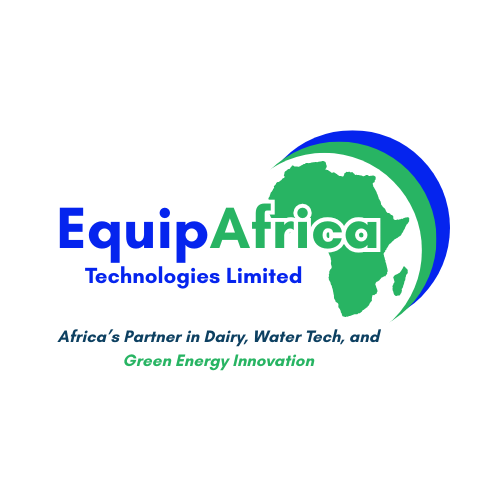 EquipAfrica
Technologies Limited
Africa's Partner in Dairy, Water Tech, and
Green Energy Innovation